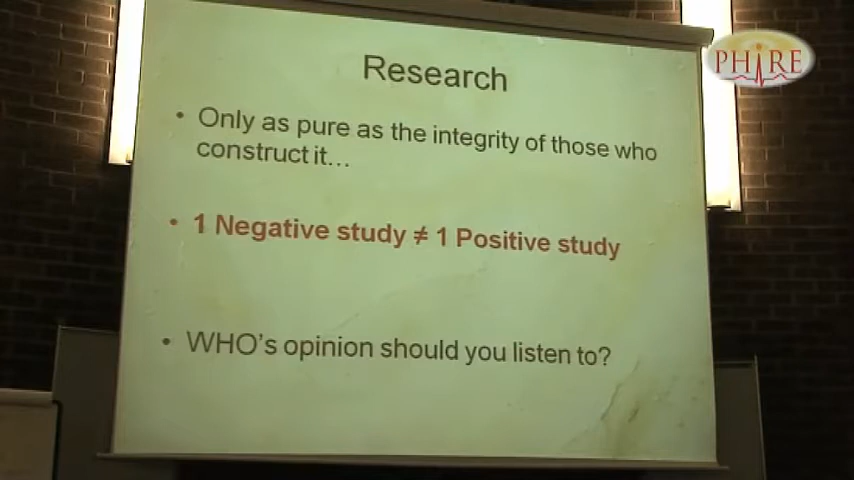 PHIRE
Research
• Only as pure as the integrity of those who
construct it…
• 1 Negative study ≠ 1 Positive study
• WHO's opinion should you listen to?